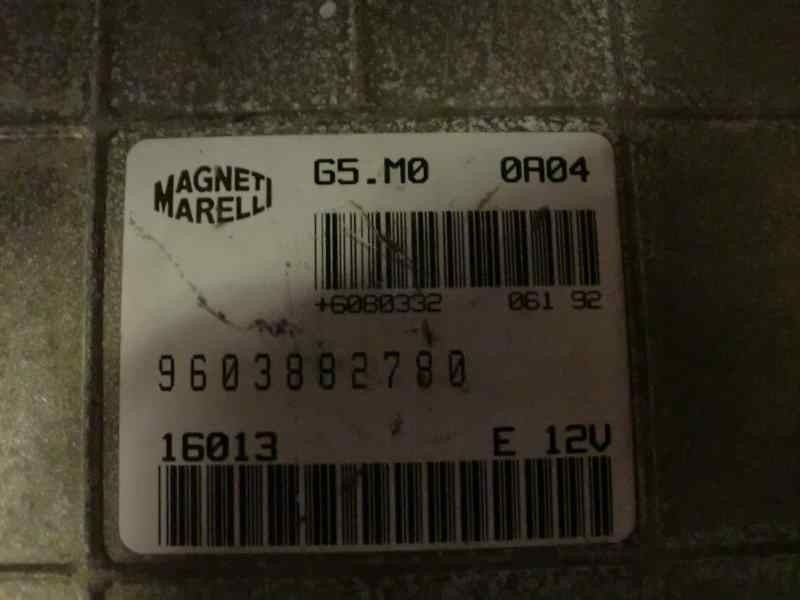 MAGNETI
MARELLI
G5.M0 0A04
+6080332 061 92
9603882780
16013 E 12V